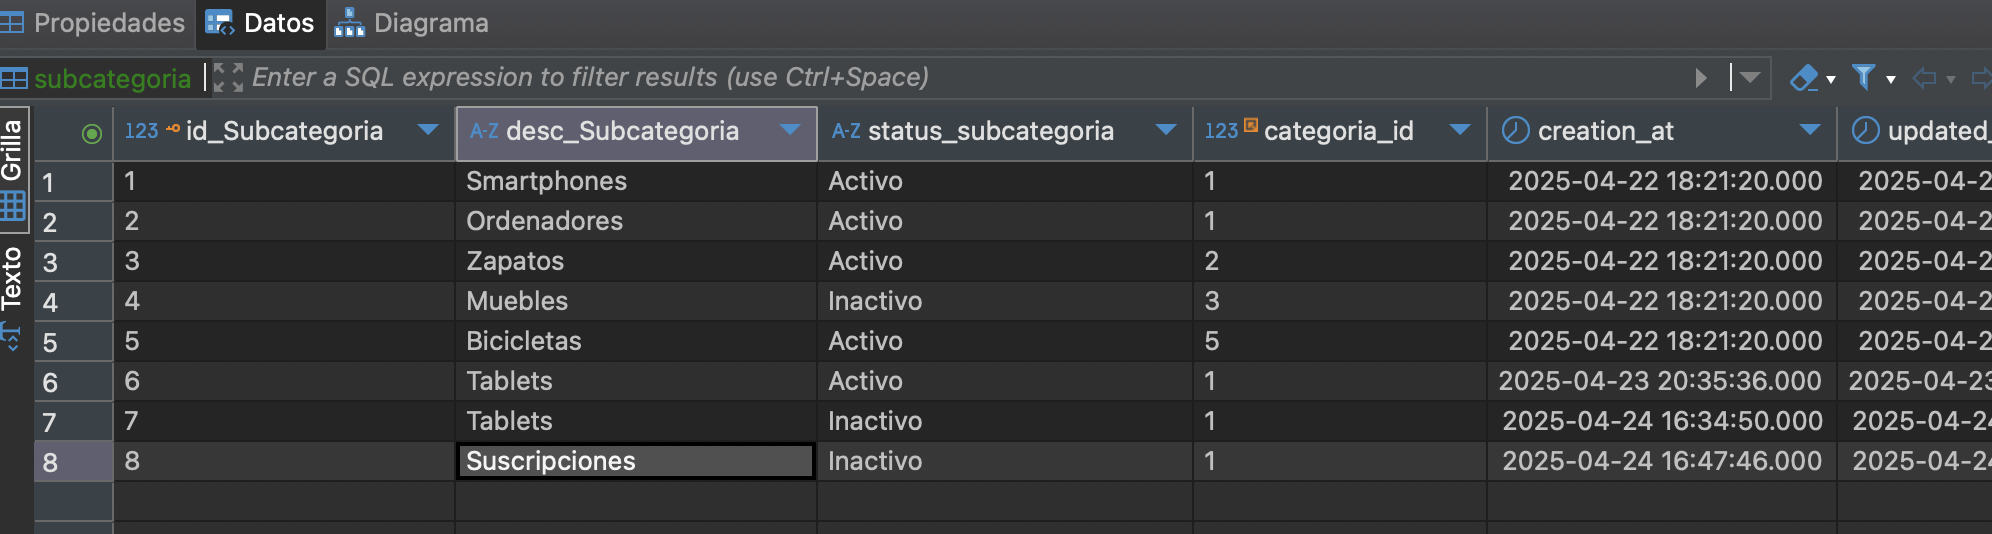 Propiedades Datos Diagrama
subcategoria Enter a SQL expression to filter results (use Ctrl+Space)
Grilla
Texto
123 id_Subcategoria A-Z desc_Subcategoria A-Z status_subcategoria 123 categoria_id creation_at updated_
1 1 Smartphones Activo 1 2025-04-22 18:21:20.000 2025-04-2
2 2 Ordenadores Activo 1 2025-04-22 18:21:20.000 2025-04-2
3 3 Zapatos Activo 2 2025-04-22 18:21:20.000 2025-04-2
4 4 Muebles Inactivo 3 2025-04-22 18:21:20.000 2025-04-2
5 5 Bicicletas Activo 5 2025-04-22 18:21:20.000 2025-04-2
6 6 Tablets Activo 1 2025-04-23 20:35:36.000 2025-04-23
7 7 Tablets Inactivo 1 2025-04-24 16:34:50.000 2025-04-24
8 8 Suscripciones Inactivo 1 2025-04-24 16:47:46.000 2025-04-24